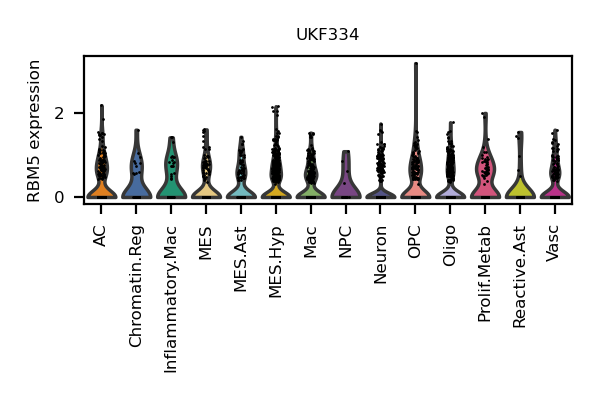 UKF334
RBM5 expression
2
0
AC
Chromatin.Reg
Inflammatory.Mac
MES
MES.Ast
MES.Hyp
Mac
NPC
Neuron
OPC
Oligo
Prolif.Metab
Reactive.Ast
Vasc